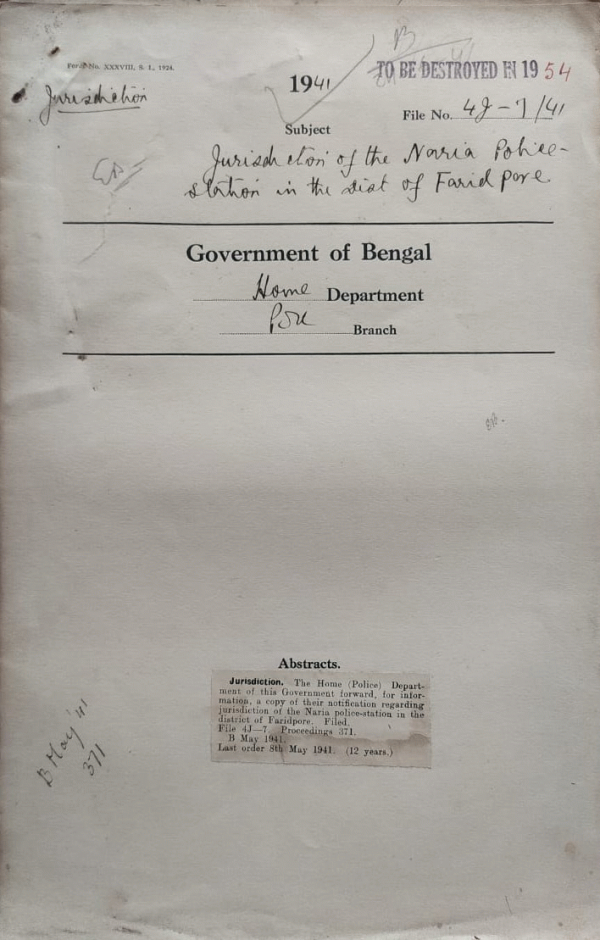 Form No. XXXVIII, S. I., 1924.
B
TO BE DESTROYED IN 1954
1941
Jurisdiction
File No. 4J-7/41
Subject
Jurisdiction of the Naria Police-
station in the Dist of Faridpore
Government of Bengal
Home Department
Branch
Abstracts.
Jurisdiction. The Home (Police) Depart-
ment of this Government forward, for infor-
mation, a copy of their notification regarding
jurisdiction of the Naria police-station in the
district of Faridpore. Filed.
File 4J—7 Proceedings 371.
B May 1941.
Last order 8th May 1941. (12 years.)
B May '41
371